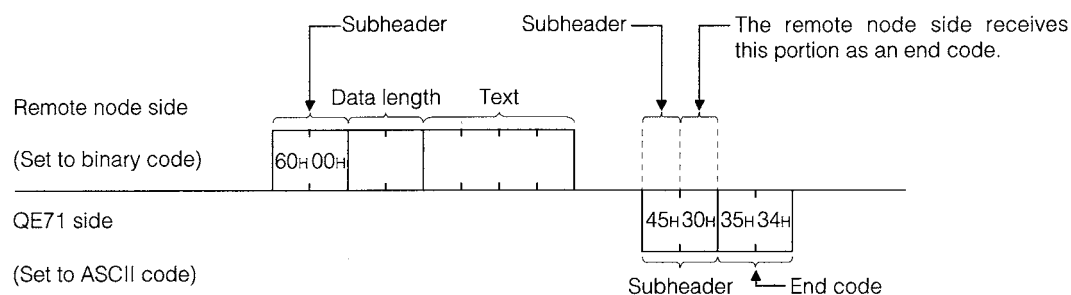 Subheader
Subheader
The remote node side receives
this portion as an end code.
Remote node side
Data length
Text
(Set to binary code)
60H 00H
QE71 side
45H 30H 35H 34H
(Set to ASCII code)
Subheader
End code